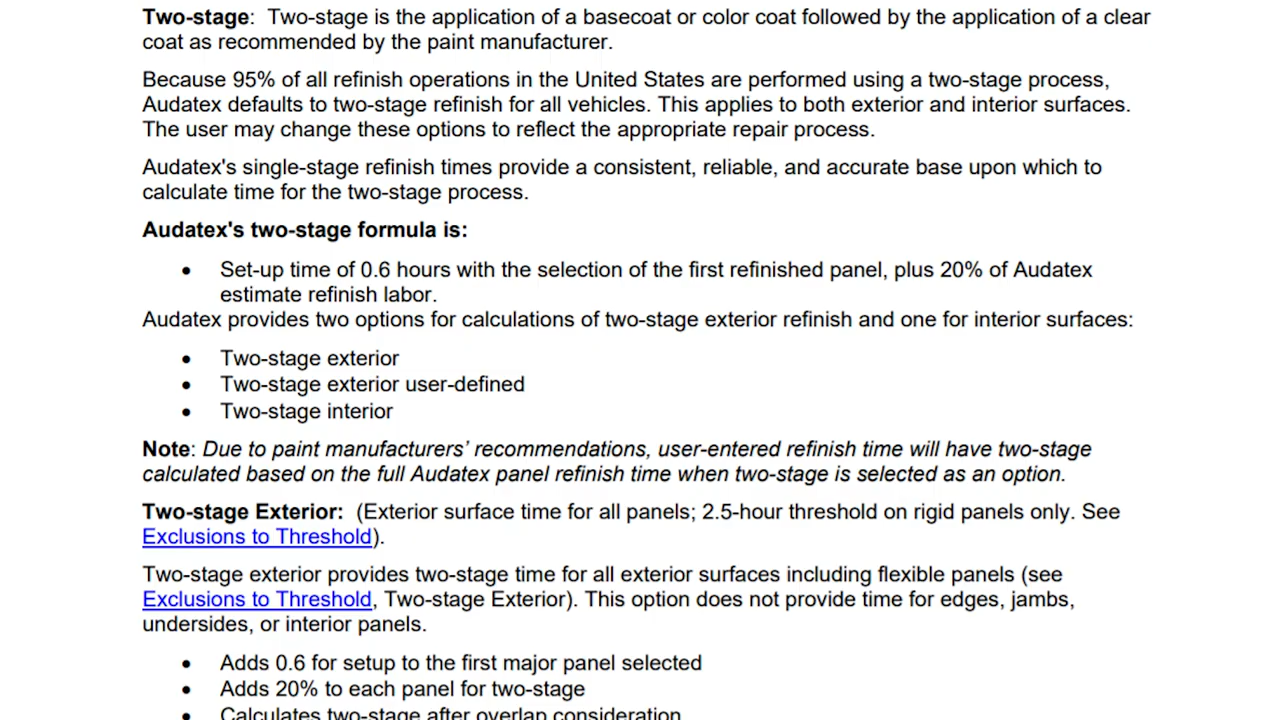 Two-stage:  Two-stage is the application of a basecoat or color coat followed by the application of a clear
coat as recommended by the paint manufacturer.
Because 95% of all refinish operations in the United States are performed using a two-stage process,
Audatex defaults to two-stage refinish for all vehicles. This applies to both exterior and interior surfaces.
The user may change these options to reflect the appropriate repair process.
Audatex's single-stage refinish times provide a consistent, reliable, and accurate base upon which to
calculate time for the two-stage process.
Audatex's two-stage formula is:
• Set-up time of 0.6 hours with the selection of the first refinished panel, plus 20% of Audatex
estimate refinish labor.
Audatex provides two options for calculations of two-stage exterior refinish and one for interior surfaces:
• Two-stage exterior
• Two-stage exterior user-defined
• Two-stage interior
Note: Due to paint manufacturers’ recommendations, user-entered refinish time will have two-stage
calculated based on the full Audatex panel refinish time when two-stage is selected as an option.
Two-stage Exterior:  (Exterior surface time for all panels; 2.5-hour threshold on rigid panels only. See
Exclusions to Threshold).
Two-stage exterior provides two-stage time for all exterior surfaces including flexible panels (see
Exclusions to Threshold, Two-stage Exterior). This option does not provide time for edges, jambs,
undersides, or interior panels.
• Adds 0.6 for setup to the first major panel selected
• Adds 20% to each panel for two-stage
• Calculates two-stage after overlap consideration